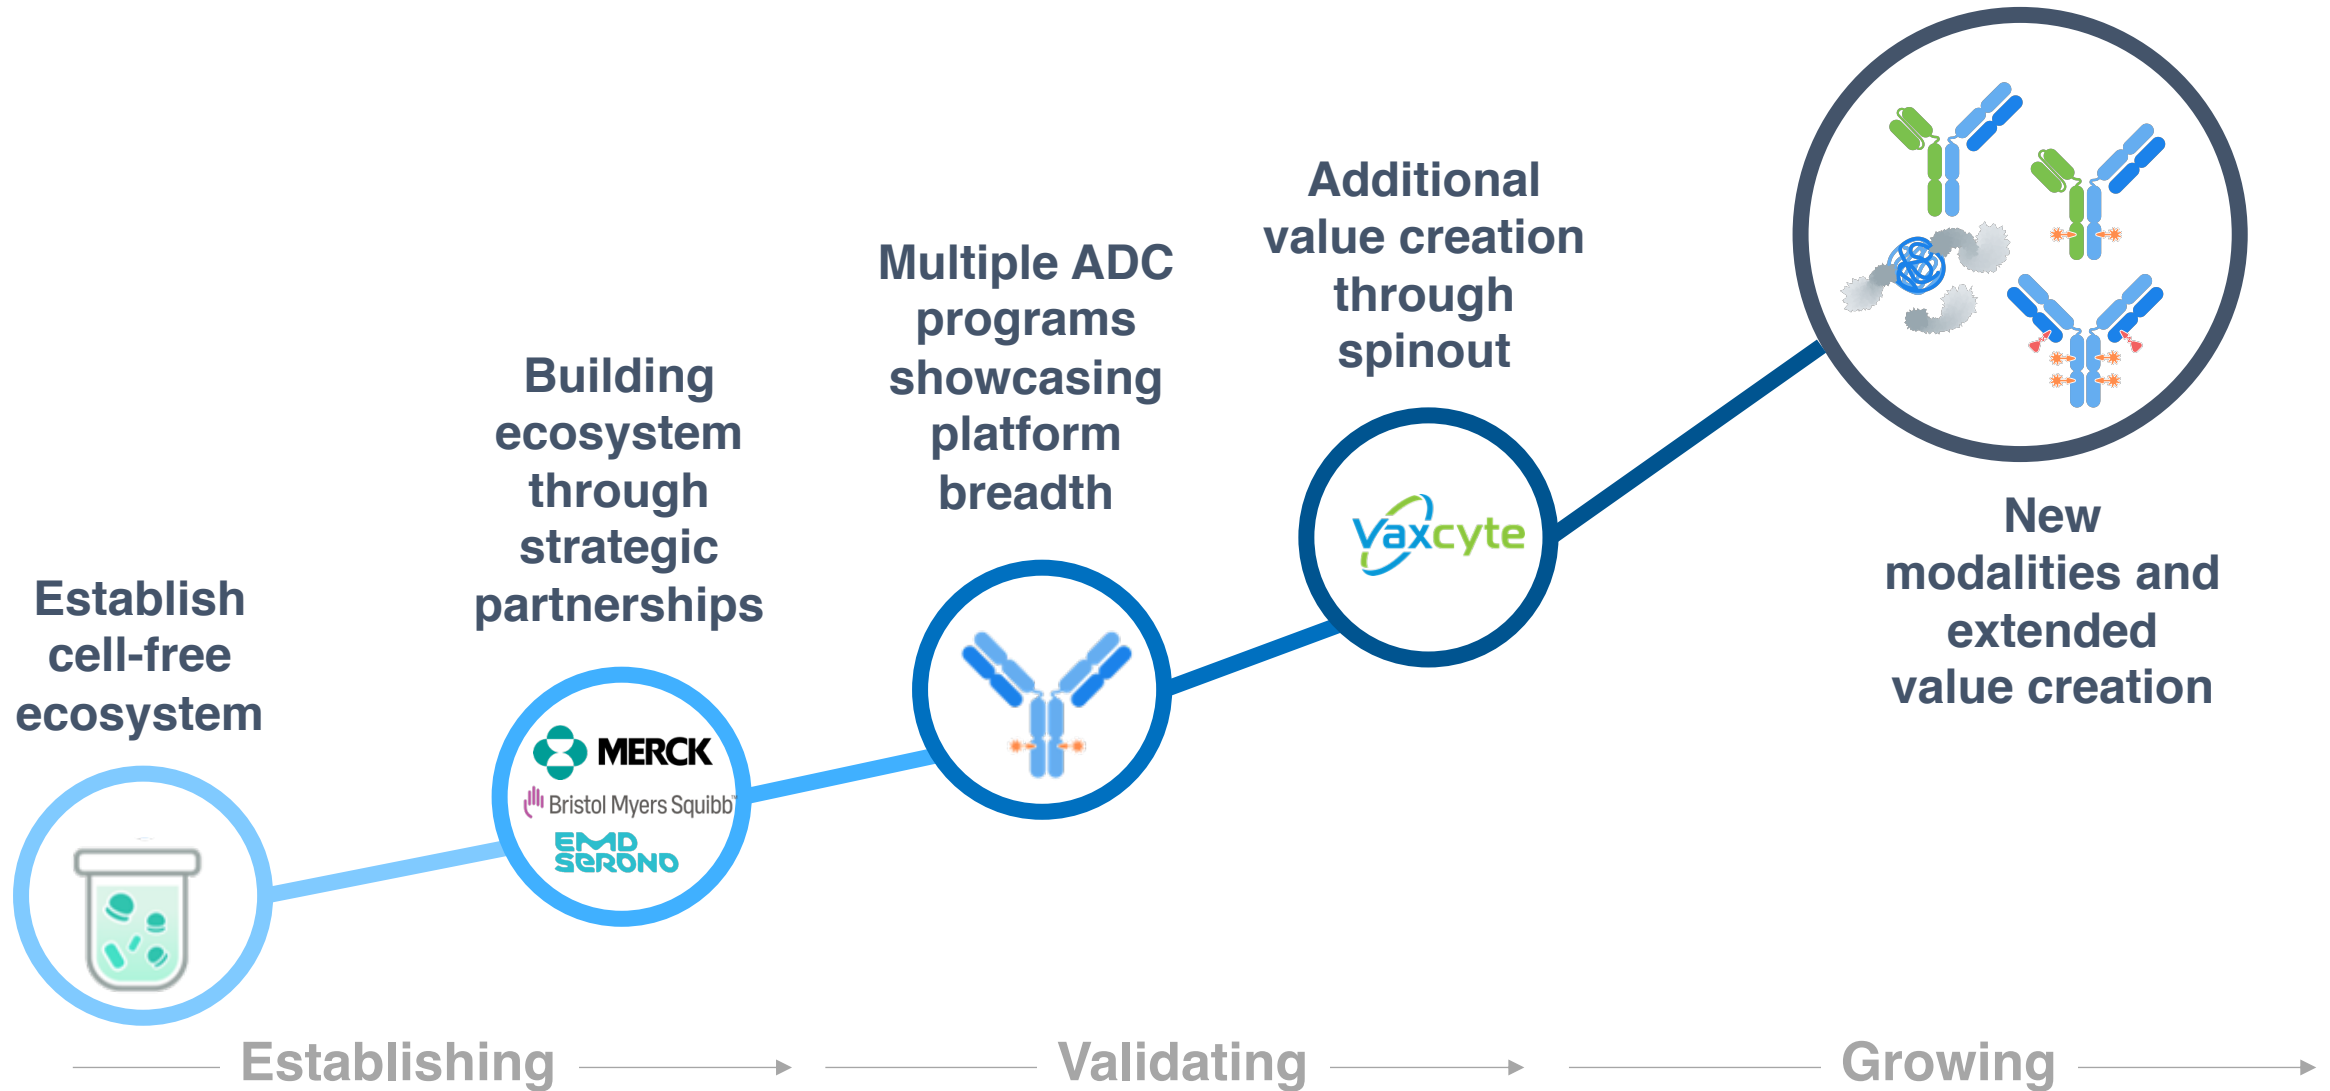 Establish
cell-free
ecosystem
Building
ecosystem
through
strategic
partnerships
MERCK
Bristol Myers Squibb™
EMD
SERONO
Multiple ADC
programs
showcasing
platform
breadth
Additional
value creation
through
spinout
Vaxcyte
New
modalities and
extended
value creation
Establishing
Validating
Growing